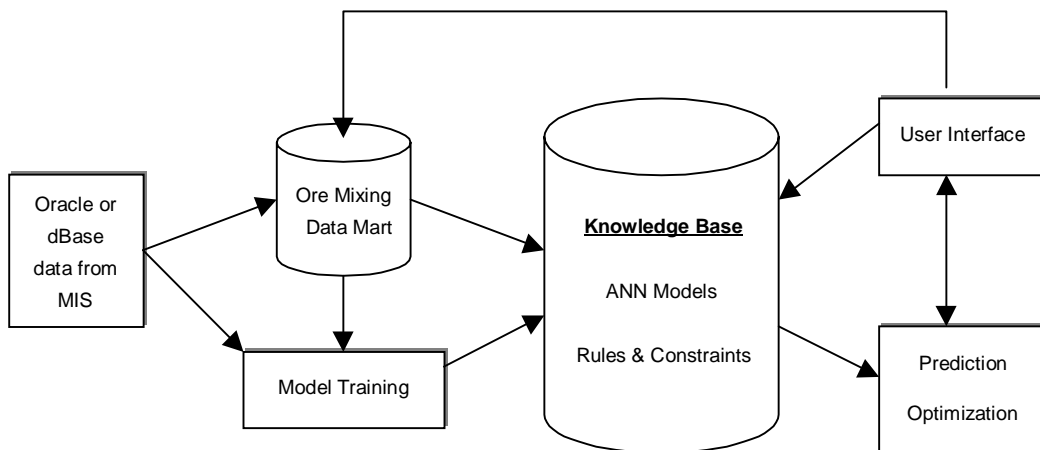 Oracle or
dBase
data from
MIS
Ore Mixing
Data Mart
Model Training
Knowledge Base
ANN Models
Rules & Constraints
User Interface
Prediction
Optimization